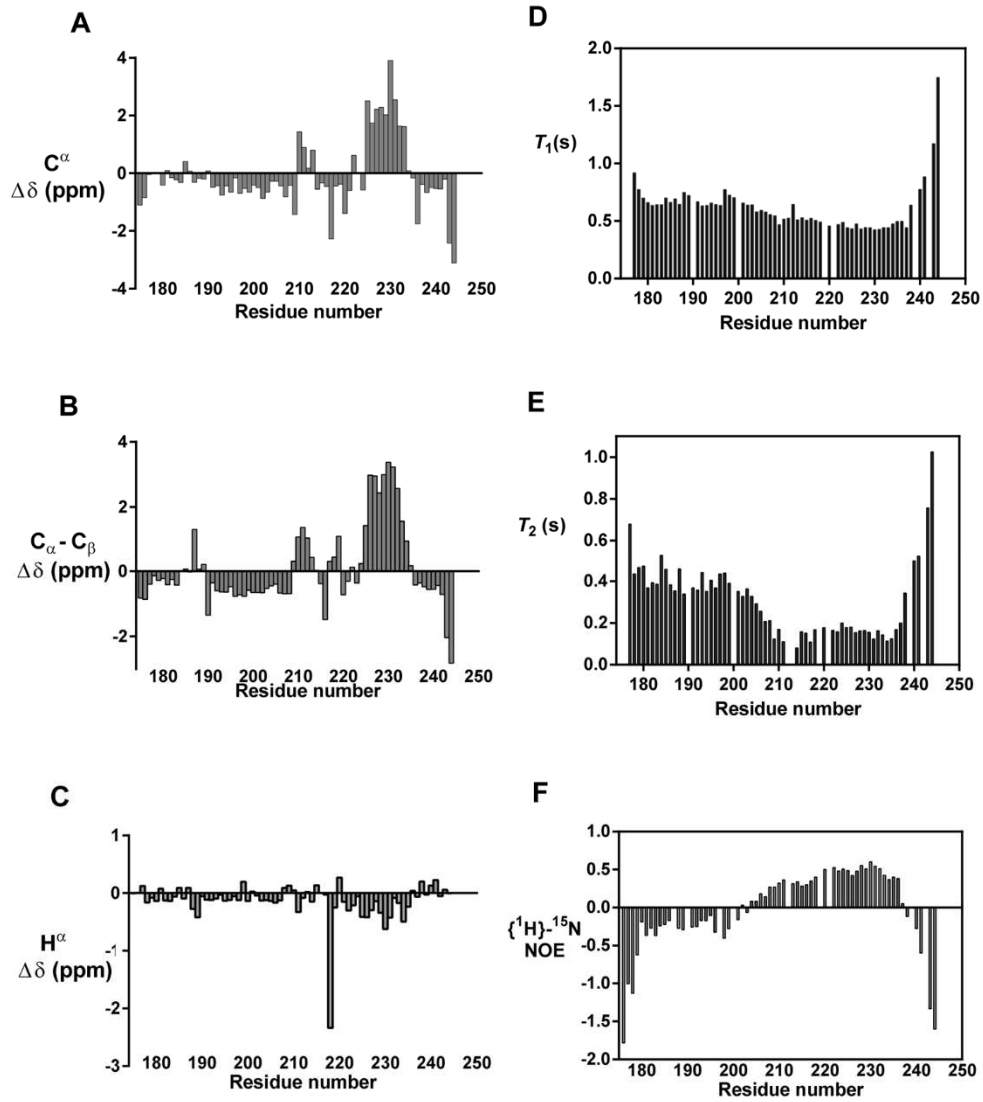 A
4
2
0
-2
-4
Cα
Δδ (ppm)
180 190 200 210 220 230 240 250
Residue number
B
4
2
0
-2
Cα - Cβ
Δδ (ppm)
180 190 200 210 220 230 240 250
Residue number
C
1
0
-1
-2
-3
Hα
Δδ (ppm)
180 190 200 210 220 230 240 250
Residue number
D
2.0
1.5
1.0
0.5
0.0
T1(s)
180 190 200 210 220 230 240 250
Residue number
E
1.0
0.8
0.6
0.4
0.2
0.0
T2 (s)
180 190 200 210 220 230 240 250
Residue number
F
1.0
0.5
0.0
-0.5
-1.0
-1.5
-2.0
{1H}-15N
NOE
180 190 200 210 220 230 240 250
Residue number